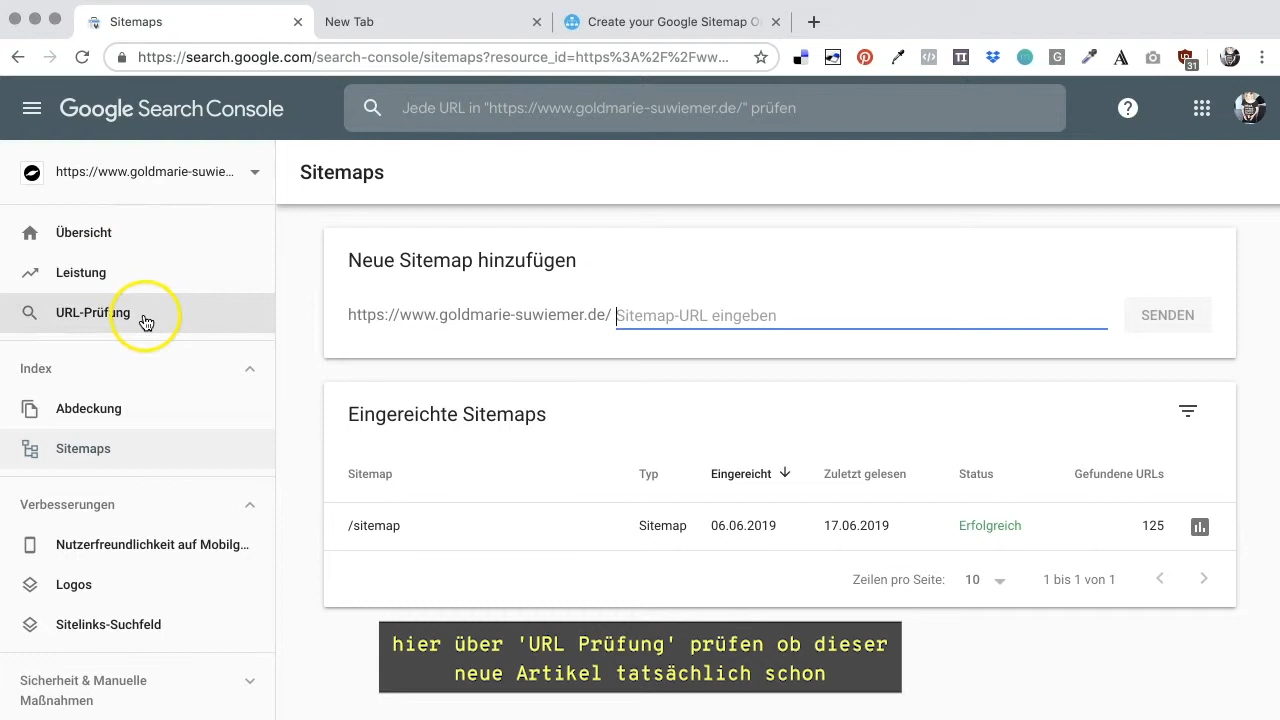 Sitemaps
New Tab
Create your Google Sitemap O
https://search.google.com/search-console/sitemaps?resource_id=https%3A%2F%2Fww...
TI
G
A
31
Google Search Console
Jede URL in "https://www.goldmarie-suwiemer.de/" prüfen
?
https://www.goldmarie-suwie...
Sitemaps
Übersicht
Leistung
URL-Prüfung
Index
Abdeckung
Sitemaps
Verbesserungen
Nutzerfreundlichkeit auf Mobilg...
Logos
Sitelinks-Suchfeld
Sicherheit & Manuelle
Maßnahmen
Neue Sitemap hinzufügen
https://www.goldmarie-suwiemer.de/ Sitemap-URL eingeben SENDEN
Eingereichte Sitemaps
Sitemap Typ Eingereicht Zuletzt gelesen Status Gefundene URLs
/sitemap Sitemap 06.06.2019 17.06.2019 Erfolgreich 125
Zeilen pro Seite: 10 1 bis 1 von 1
hier über 'URL Prüfung' prüfen ob dieser
neue Artikel tatsächlich schon